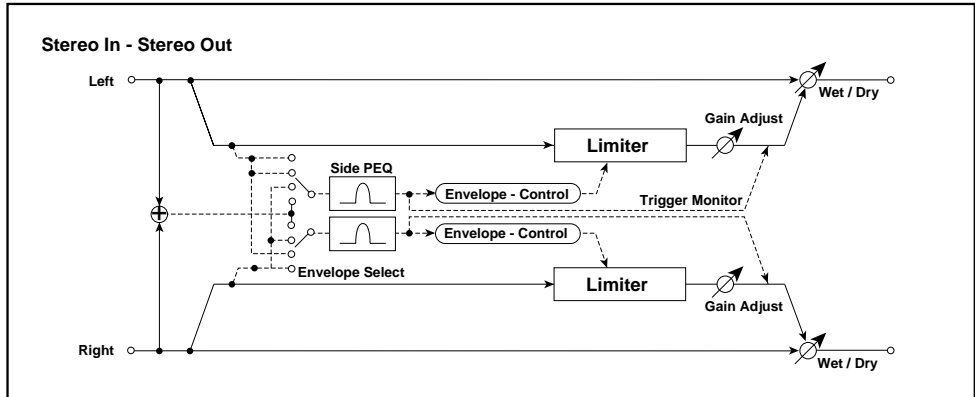 Stereo In - Stereo Out
Left
Wet / Dry
Gain Adjust
Limiter
Side PEQ
Envelope - Control
Trigger Monitor
+
Envelope - Control
Envelope Select
Limiter
Gain Adjust
Right
Wet / Dry